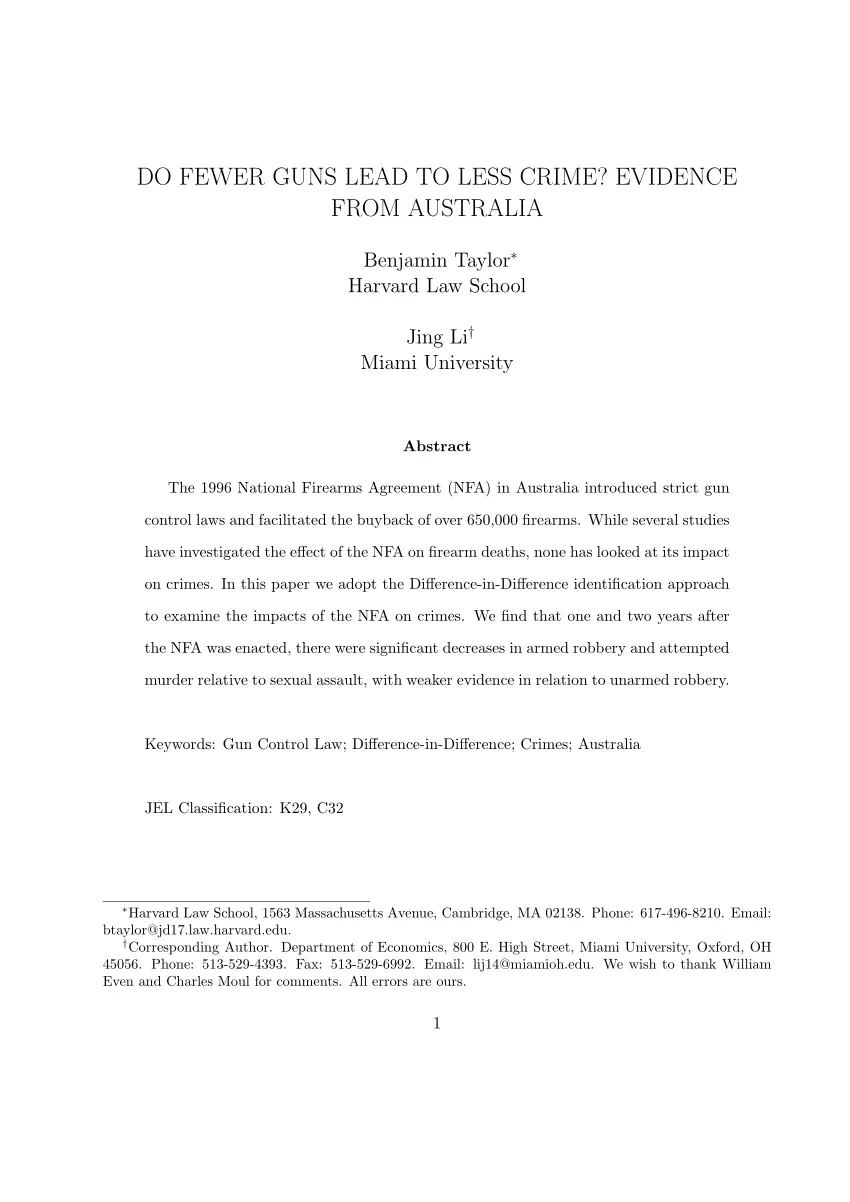 DO FEWER GUNS LEAD TO LESS CRIME? EVIDENCE
FROM AUSTRALIA
Benjamin Taylor*
Harvard Law School
Jing Li†
Miami University
Abstract
The 1996 National Firearms Agreement (NFA) in Australia introduced strict gun
control laws and facilitated the buyback of over 650,000 firearms. While several studies
have investigated the effect of the NFA on firearm deaths, none has looked at its impact
on crimes. In this paper we adopt the Difference-in-Difference identification approach
to examine the impacts of the NFA on crimes. We find that one and two years after
the NFA was enacted, there were significant decreases in armed robbery and attempted
murder relative to sexual assault, with weaker evidence in relation to unarmed robbery.
Keywords: Gun Control Law; Difference-in-Difference; Crimes; Australia
JEL Classification: K29, C32
*Harvard Law School, 1563 Massachusetts Avenue, Cambridge, MA 02138. Phone: 617-496-8210. Email:
btaylor@jd17.law.harvard.edu.
†Corresponding Author. Department of Economics, 800 E. High Street, Miami University, Oxford, OH
45056. Phone: 513-529-4393. Fax: 513-529-6992. Email: lij14@miamioh.edu. We wish to thank William
Even and Charles Moul for comments. All errors are ours.
1